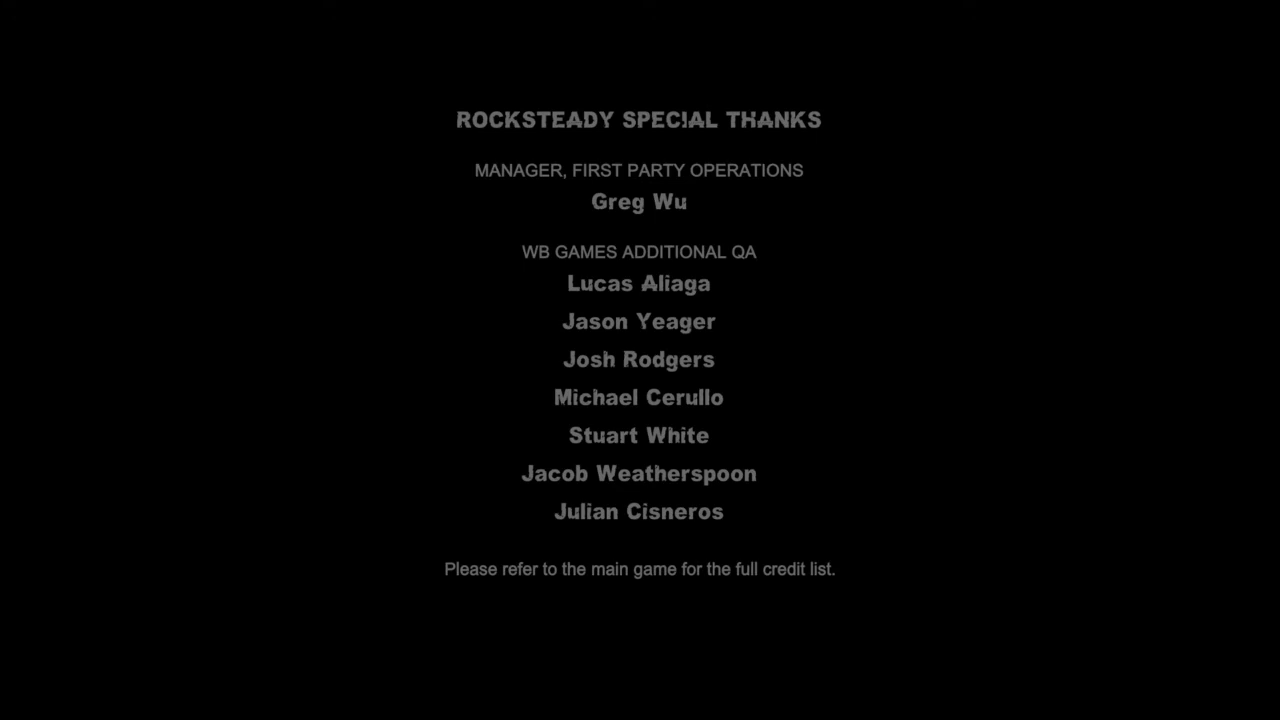 ROCKSTEADY SPECIAL THANKS
MANAGER, FIRST PARTY OPERATIONS
Greg Wu
WB GAMES ADDITIONAL QA
Lucas Aliaga
Jason Yeager
Josh Rodgers
Michael Cerullo
Stuart White
Jacob Weatherspoon
Julian Cisneros
Please refer to the main game for the full credit list.